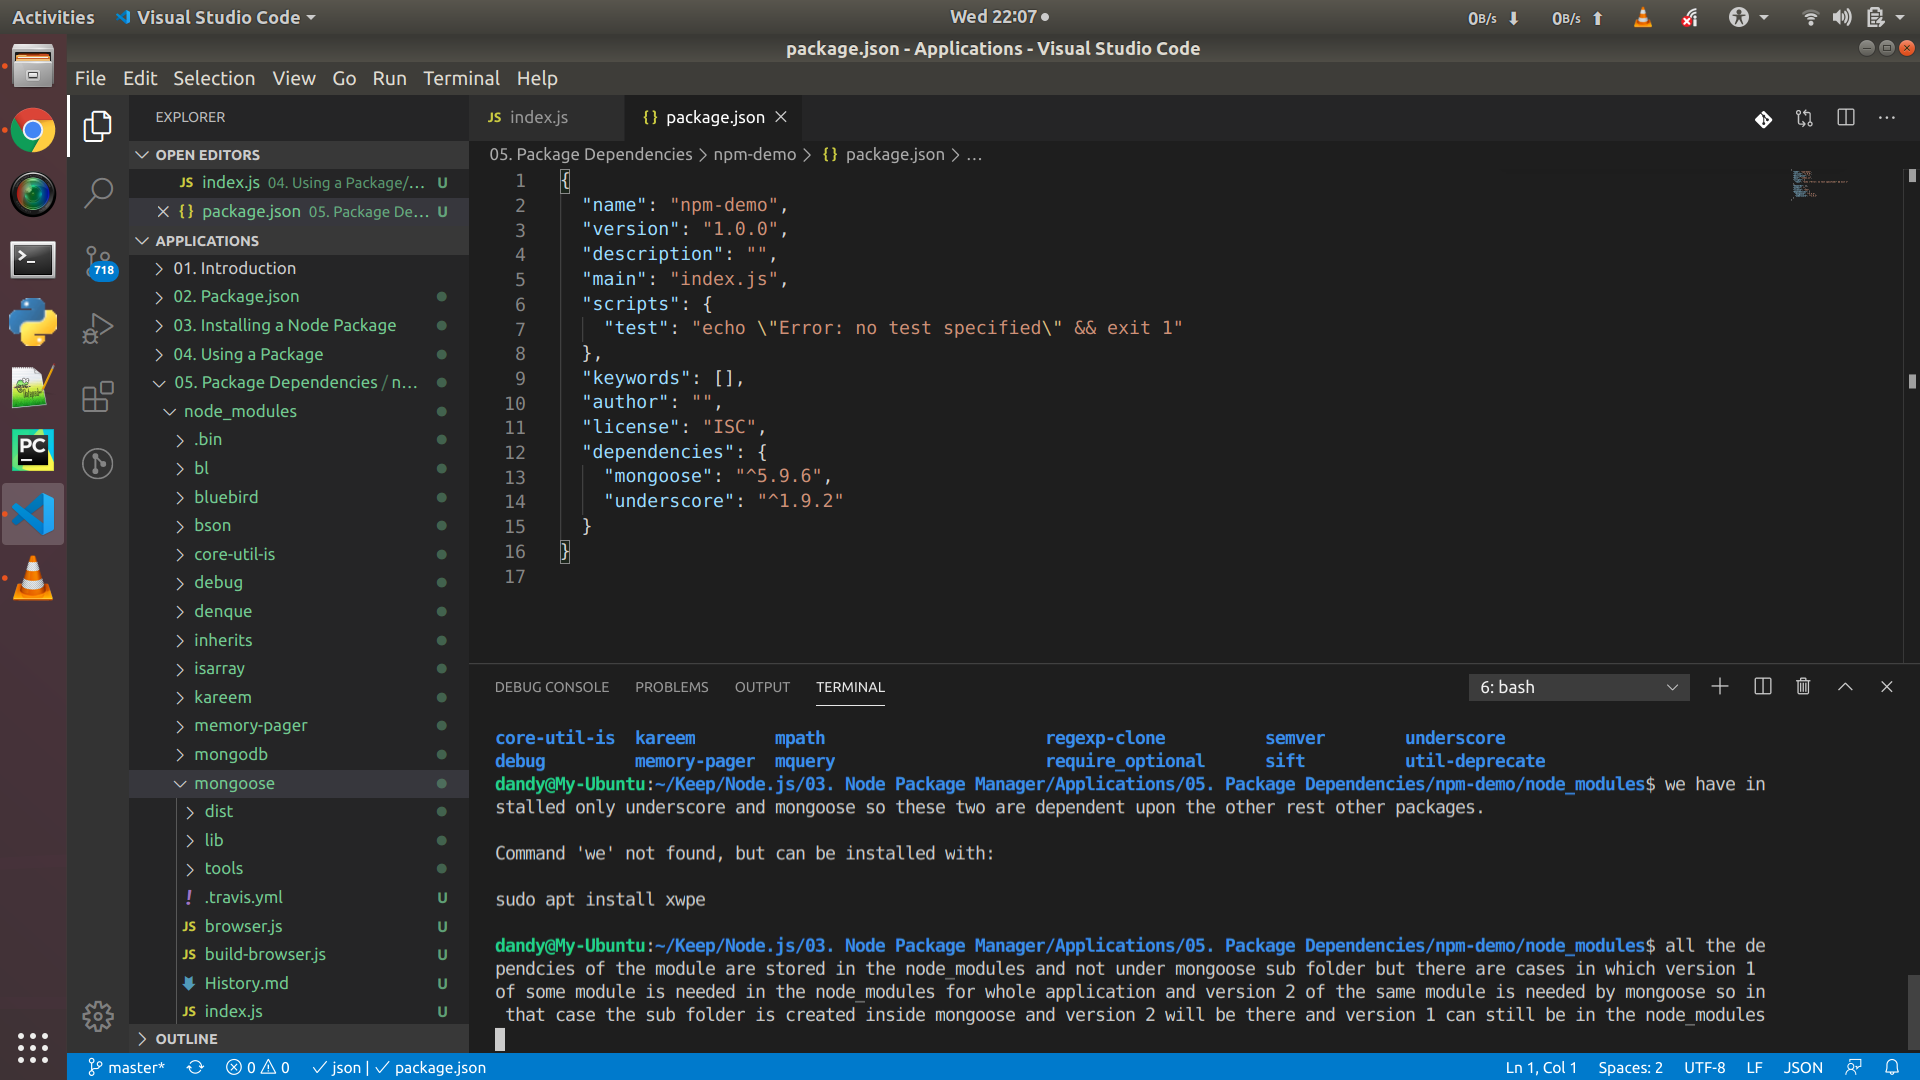 Activities
Visual Studio Code
Wed 22:07
0B/s
0B/s
package.json - Applications - Visual Studio Code
File Edit Selection View Go Run Terminal Help
EXPLORER
OPEN EDITORS
JS index.js 04. Using a Package/... U
{} package.json 05. Package De... U
APPLICATIONS
718
01. Introduction
02. Package.json
03. Installing a Node Package
04. Using a Package
05. Package Dependencies / n...
node_modules
.bin
bl
bluebird
bson
core-util-is
debug
denque
inherits
isarray
kareem
memory-pager
mongodb
mongoose
dist
lib
tools
! .travis.yml U
JS browser.js U
JS build-browser.js U
History.md U
JS index.js U
OUTLINE
PC
JS index.js
{} package.json
05. Package Dependencies > npm-demo > {} package.json > ...
1 {
2 "name": "npm-demo",
3 "version": "1.0.0",
4 "description": "",
5 "main": "index.js",
6 "scripts": {
7 "test": "echo \"Error: no test specified\" && exit 1"
8 },
9 "keywords": [],
10 "author": "",
11 "license": "ISC",
12 "dependencies": {
13 "mongoose": "^5.9.6",
14 "underscore": "^1.9.2"
15 }
16 }
17
DEBUG CONSOLE PROBLEMS OUTPUT TERMINAL
6: bash
core-util-is kareem mpath regexp-clone semver underscore
debug memory-pager mquery require_optional sift util-deprecate
dandy@My-Ubuntu:~/Keep/Node.js/03. Node Package Manager/Applications/05. Package Dependencies/npm-demo/node_modules$ we have in
stalled only underscore and mongoose so these two are dependent upon the other rest other packages.
Command 'we' not found, but can be installed with:
sudo apt install xwpe
dandy@My-Ubuntu:~/Keep/Node.js/03. Node Package Manager/Applications/05. Package Dependencies/npm-demo/node_modules$ all the de
pendcies of the module are stored in the node_modules and not under mongoose sub folder but there are cases in which version 1
of some module is needed in the node_modules for whole application and version 2 of the same module is needed by mongoose so in
that case the sub folder is created inside mongoose and version 2 will be there and version 1 can still be in the node_modules
master*
0
0
json | package.json
Ln 1, Col 1
Spaces: 2
UTF-8
LF
JSON